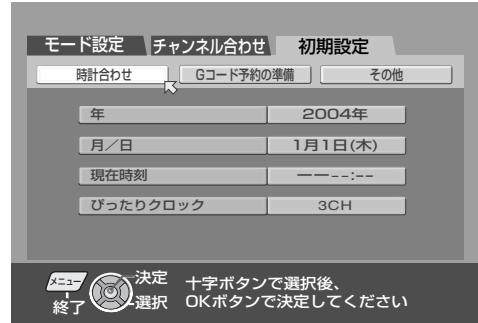 モード設定 チャンネル合わせ 初期設定
時計合わせ Gコード予約の準備 その他
年 2004年
月/日 1月1日(木)
現在時刻 ーー--:--
ぴったりクロック 3CH
メニュー 決定 十字ボタンで選択後、
終了 選択 OKボタンで決定してください